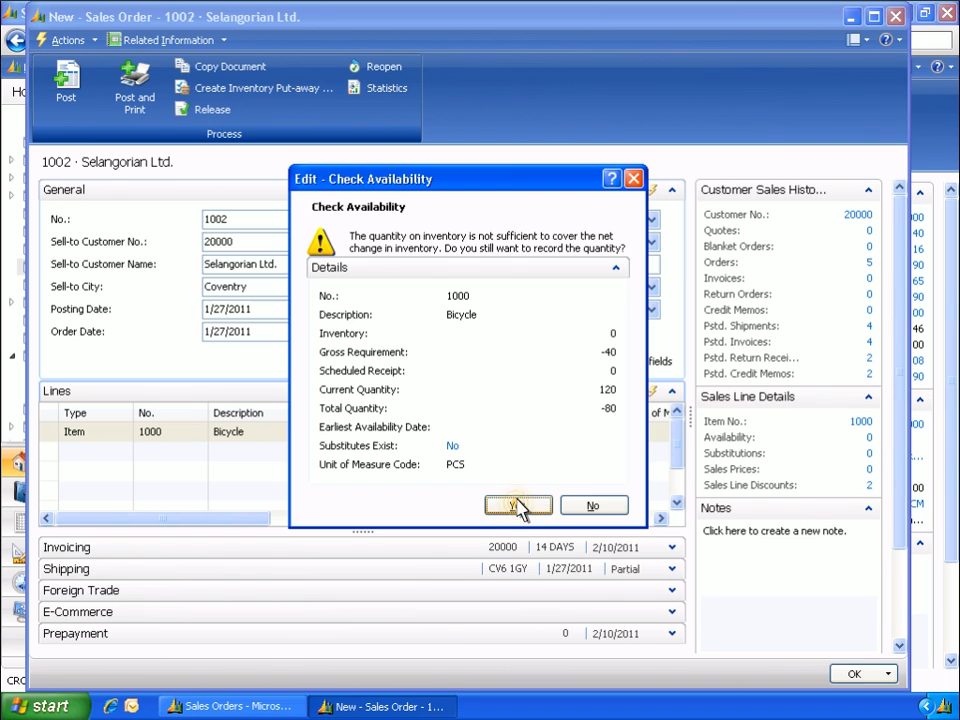 New - Sales Order - 1002 · Selangorian Ltd.
Actions
Related Information
Post
Post and Print
Copy Document
Create Inventory Put-away ...
Release
Reopen
Statistics
Process
1002 · Selangorian Ltd.
General
No.: 1002
Sell-to Customer No.: 20000
Sell-to Customer Name: Selangorian Ltd.
Sell-to City: Coventry
Posting Date: 1/27/2011
Order Date: 1/27/2011
fields
Lines
Type No. Description of M
Item 1000 Bicycle
Edit - Check Availability
Check Availability
The quantity on inventory is not sufficient to cover the net
change in inventory. Do you still want to record the quantity?
Details
No.: 1000
Description: Bicycle
Inventory: 0
Gross Requirement: -40
Scheduled Receipt: 0
Current Quantity: 120
Total Quantity: -80
Earliest Availability Date:
Substitutes Exist: No
Unit of Measure Code: PCS
No
Customer Sales Histo...
Customer No.: 20000
Quotes: 0
Blanket Orders: 0
Orders: 5
Invoices: 0
Return Orders: 0
Credit Memos: 0
Pstd. Shipments: 4
Pstd. Invoices: 4
Pstd. Return Recei... 2
Pstd. Credit Memos: 2
Sales Line Details
Item No.: 1000
Availability: 0
Substitutions: 0
Sales Prices: 0
Sales Line Discounts: 2
Notes
Click here to create a new note.
Invoicing 20000 14 DAYS 2/10/2011
Shipping CV6 1GY 1/27/2011 Partial
Foreign Trade
E-Commerce
Prepayment 0 2/10/2011
OK
start
Sales Orders - Micros...
New - Sales Order - 1...